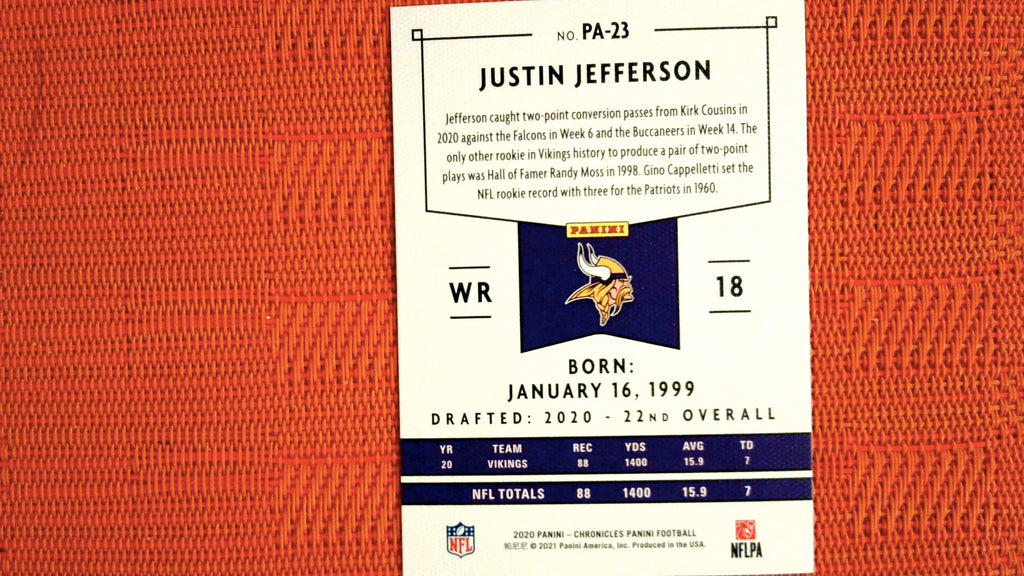 NO. PA-23
JUSTIN JEFFERSON
Jefferson caught two-point conversion passes from Kirk Cousins in
2020 against the Falcons in Week 6 and the Buccaneers in Week 14. The
only other rookie in Vikings history to produce a pair of two-point
plays was Hall of Famer Randy Moss in 1998. Gino Cappelletti set the
NFL rookie record with three for the Patriots in 1960.
PANINI
WR
18
BORN:
JANUARY 16, 1999
DRAFTED: 2020 - 22ND OVERALL
YR TEAM REC YDS AVG TD
20 VIKINGS 88 1400 15.9 7
NFL TOTALS 88 1400 15.9 7
NFL
2020 PANINI – CHRONICLES PANINI FOOTBALL
帕尼尼 © 2021 Panini America, Inc. Produced in the USA.
NFLPA